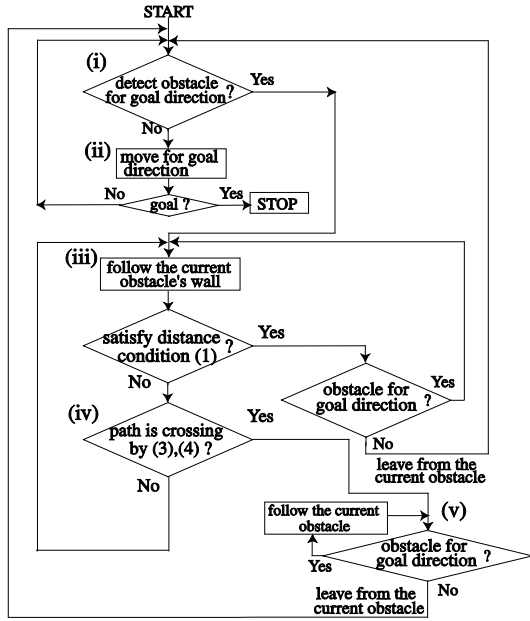 START
(i)
detect obstacle
for goal direction ?
Yes
No
(ii)
move for goal
direction
No
goal ?
Yes
STOP
(iii)
follow the current
obstacle's wall
satisfy distance
condition (1) ?
Yes
No
obstacle for
goal direction ?
Yes
No
leave from the
current obstacle
(iv)
path is crossing
by (3),(4) ?
Yes
No
(v)
follow the current
obstacle
obstacle for
goal direction ?
Yes
No
leave from the
current obstacle